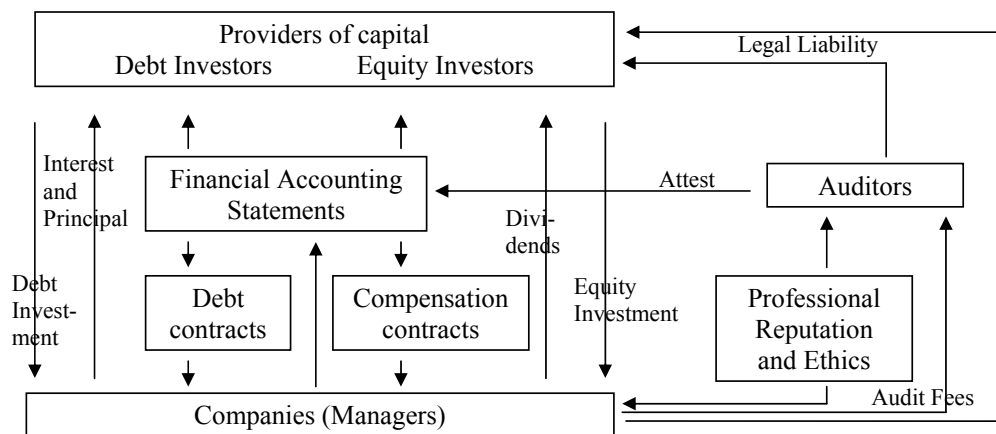 Providers of capital
Debt Investors Equity Investors
Legal Liability
Interest
and
Principal
Financial Accounting
Statements
Attest
Auditors
Divi-
dends
Debt
Invest-
ment
Debt
contracts
Compensation
contracts
Equity
Investment
Professional
Reputation
and Ethics
Audit Fees
Companies (Managers)